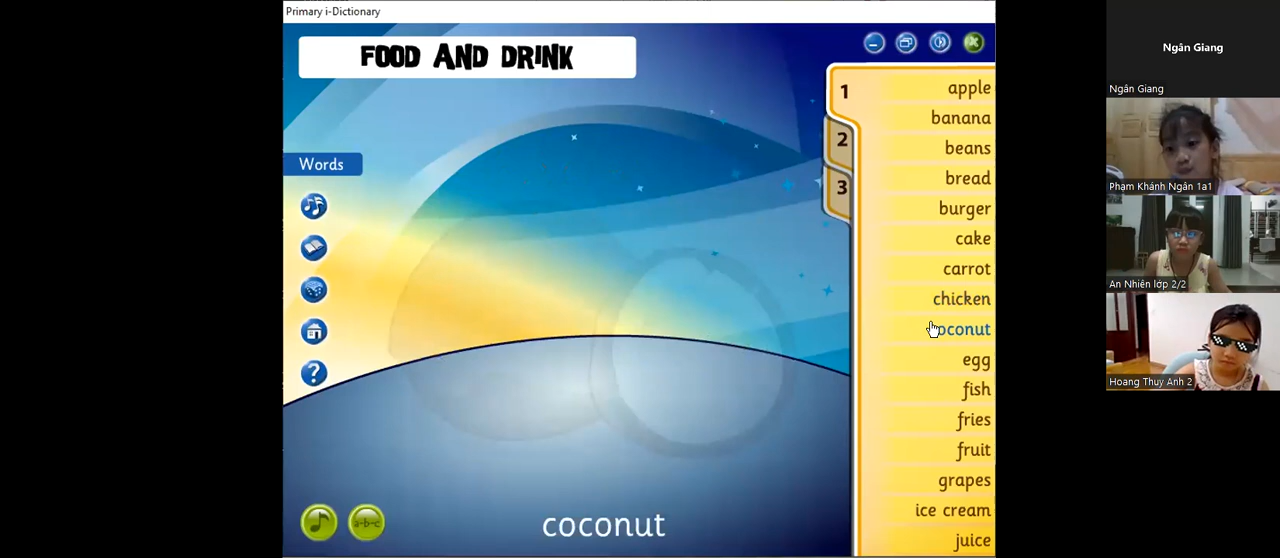 Primary i-Dictionary
FOOD AND DRINK
Words
a-b-c
coconut
1
2
3
apple
banana
beans
bread
burger
cake
carrot
chicken
coconut
egg
fish
fries
fruit
grapes
ice cream
juice
Ngân Giang
Ngân Giang
Phạm Khánh Ngân 1a1
An Nhiên lớp 2/2
Hoang Thuy Anh 2